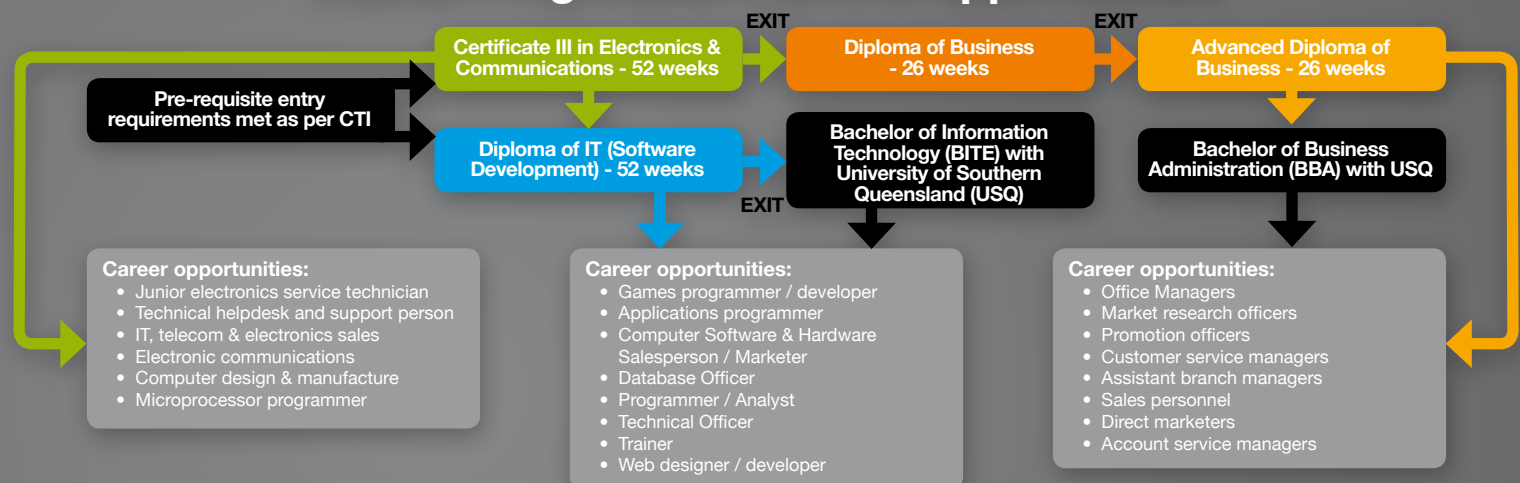 EXIT
EXIT
Certificate III in Electronics &
Communications - 52 weeks
Diploma of Business
- 26 weeks
Advanced Diploma of
Business - 26 weeks
Pre-requisite entry
requirements met as per CTI
Diploma of IT (Software
Development) - 52 weeks
Bachelor of Information
Technology (BITE) with
University of Southern
Queensland (USQ)
Bachelor of Business
Administration (BBA) with USQ
EXIT
Career opportunities:
• Junior electronics service technician
• Technical helpdesk and support person
• IT, telecom & electronics sales
• Electronic communications
• Computer design & manufacture
• Microprocessor programmer
Career opportunities:
• Games programmer / developer
• Applications programmer
• Computer Software & Hardware
Salesperson / Marketer
• Database Officer
• Programmer / Analyst
• Technical Officer
• Trainer
• Web designer / developer
Career opportunities:
• Office Managers
• Market research officers
• Promotion officers
• Customer service managers
• Assistant branch managers
• Sales personnel
• Direct marketers
• Account service managers